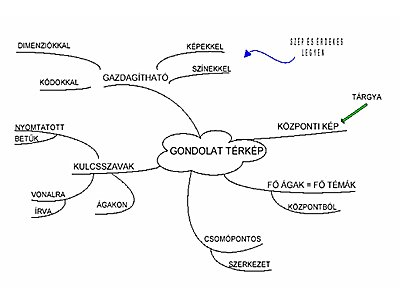 DIMENZIÓKKAL
KÉPEKKEL
SZÉP ÉS ÉRDEKES
LEGYEN
SZÍNEKKEL
GAZDAGÍTHATÓ
KÓDOKKAL
TÁRGYA
NYOMTATOTT
BETŰK
KÖZPONTI KÉP
GONDOLAT TÉRKÉP
KULCSSZAVAK
FŐ ÁGAK = FŐ TÉMÁK
VONALRA
ÍRVA
ÁGAKON
KÖZPONTBÓL
CSOMÓPONTOS
SZERKEZET